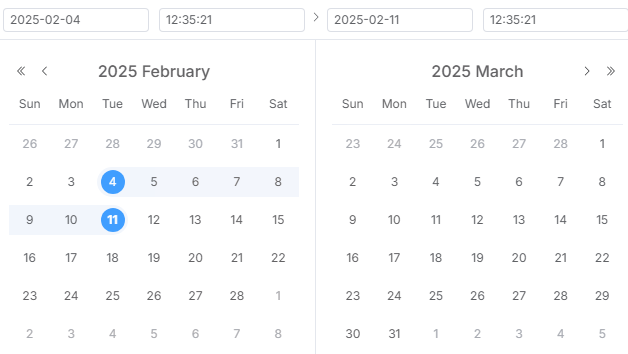 2025-02-04 12:35:21 > 2025-02-11 12:35:21
« < 2025 February
Sun Mon Tue Wed Thu Fri Sat
26 27 28 29 30 31 1
2 3 4 5 6 7 8
9 10 11 12 13 14 15
16 17 18 19 20 21 22
23 24 25 26 27 28 1
2 3 4 5 6 7 8
2025 March > »
Sun Mon Tue Wed Thu Fri Sat
23 24 25 26 27 28 1
2 3 4 5 6 7 8
9 10 11 12 13 14 15
16 17 18 19 20 21 22
23 24 25 26 27 28 29
30 31 1 2 3 4 5